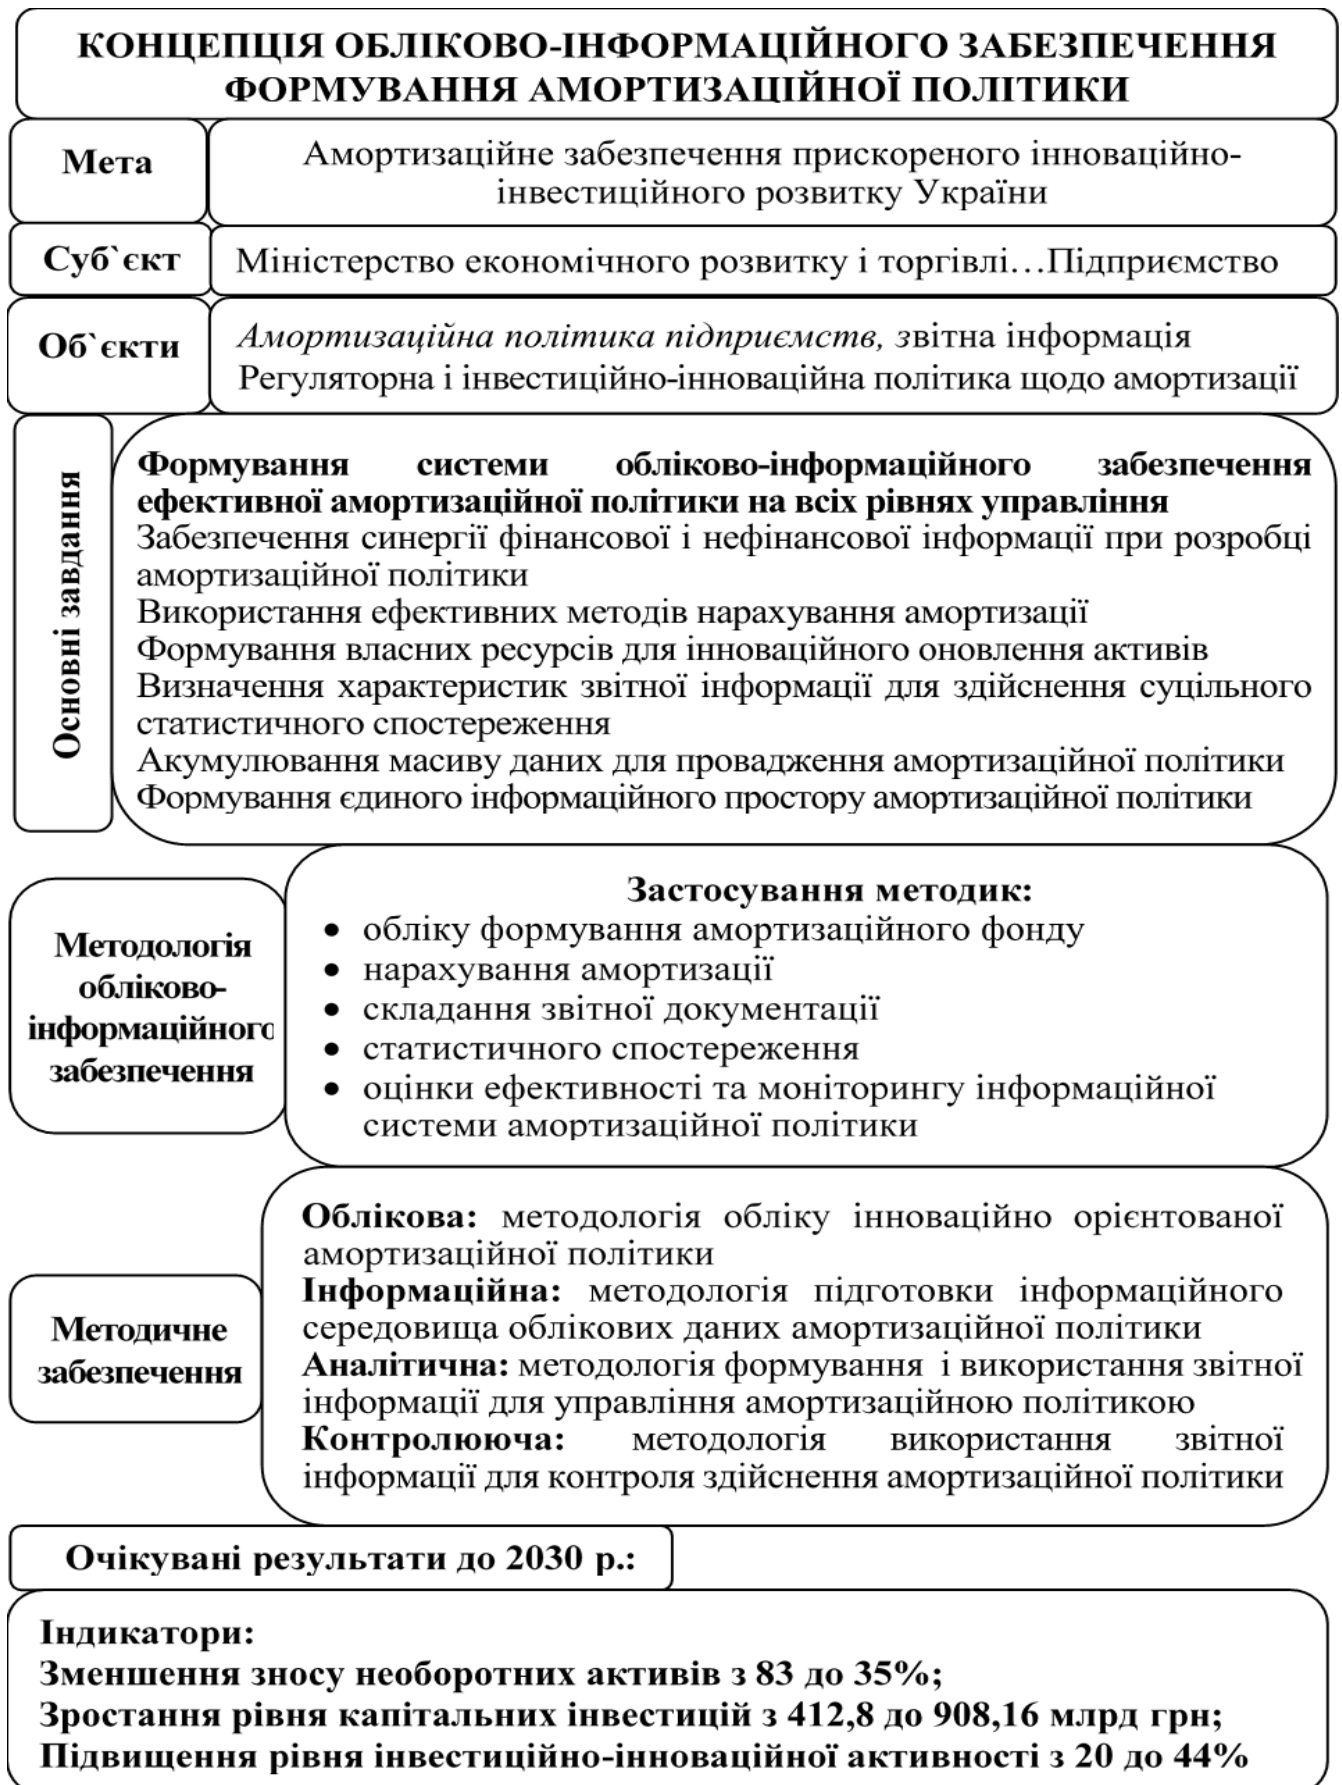 КОНЦЕПЦІЯ ОБЛІКОВО-ІНФОРМАЦІЙНОГО ЗАБЕЗПЕЧЕННЯ
ФОРМУВАННЯ АМОРТИЗАЦІЙНОЇ ПОЛІТИКИ
Мета
Амортизаційне забезпечення прискореного інноваційно-
інвестиційного розвитку України
Суб`єкт
Міністерство економічного розвитку і торгівлі…Підприємство
Об`єкти
Амортизаційна політика підприємств, звітна інформація
Регуляторна і інвестиційно-інноваційна політика щодо амортизації
Основні завдання
Формування системи обліково-інформаційного забезпечення
ефективної амортизаційної політики на всіх рівнях управління
Забезпечення синергії фінансової і нефінансової інформації при розробці
амортизаційної політики
Використання ефективних методів нарахування амортизації
Формування власних ресурсів для інноваційного оновлення активів
Визначення характеристик звітної інформації для здійснення суцільного
статистичного спостереження
Акумулювання масиву даних для провадження амортизаційної політики
Формування єдиного інформаційного простору амортизаційної політики
Методологія
обліково-
інформаційного
забезпечення
Застосування методик:
• обліку формування амортизаційного фонду
• нарахування амортизації
• складання звітної документації
• статистичного спостереження
• оцінки ефективності та моніторингу інформаційної
системи амортизаційної політики
Методичне
забезпечення
Облікова: методологія обліку інноваційно орієнтованої
амортизаційної політики
Інформаційна: методологія підготовки інформаційного
середовища облікових даних амортизаційної політики
Аналітична: методологія формування і використання звітної
інформації для управління амортизаційною політикою
Контролююча: методологія використання звітної
інформації для контроля здійснення амортизаційної політики
Очікувані результати до 2030 р.:
Індикатори:
Зменшення зносу необоротних активів з 83 до 35%;
Зростання рівня капітальних інвестицій з 412,8 до 908,16 млрд грн;
Підвищення рівня інвестиційно-інноваційної активності з 20 до 44%